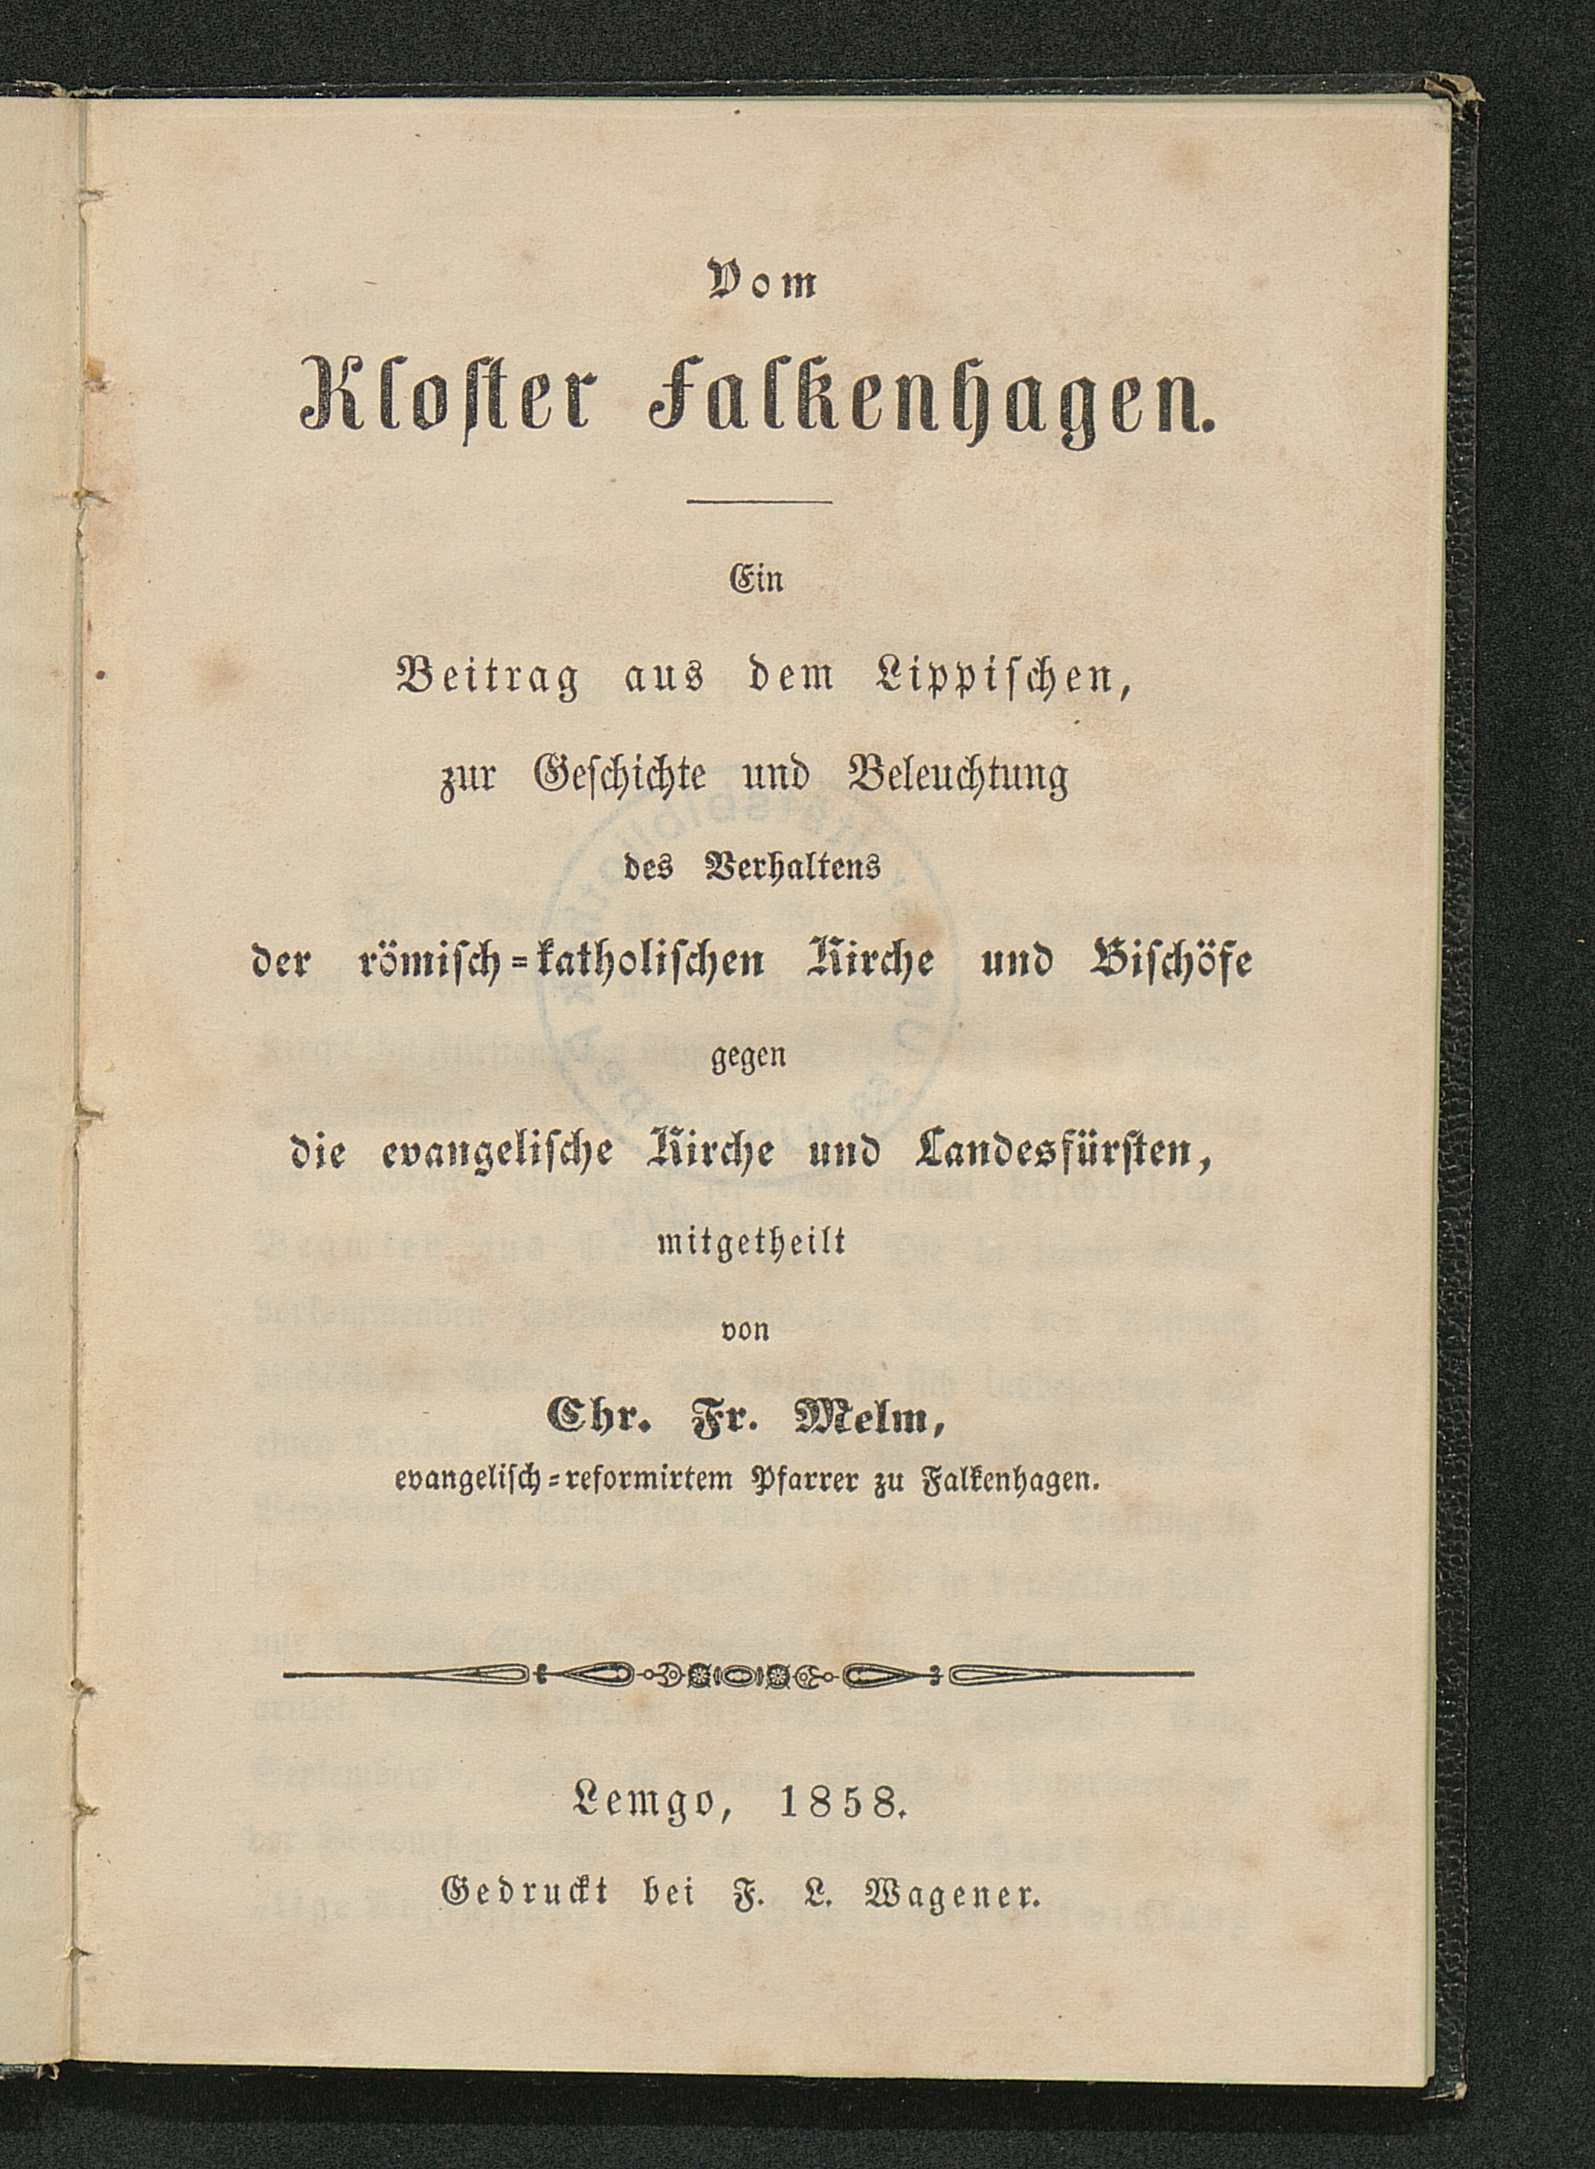 Vom
Kloster Falkenhagen.
Ein
Beitrag aus dem Lippischen,
zur Geschichte und Beleuchtung
des Verhaltens
der römisch-katholischen Kirche und Bischöfe
gegen
die evangelische Kirche und Landesfürsten,
mitgetheilt
von
Chr. Fr. Melm,
evangelisch-reformirtem Pfarrer zu Falkenhagen.
Lemgo, 1858.
Gedruckt bei F. L. Wagener.